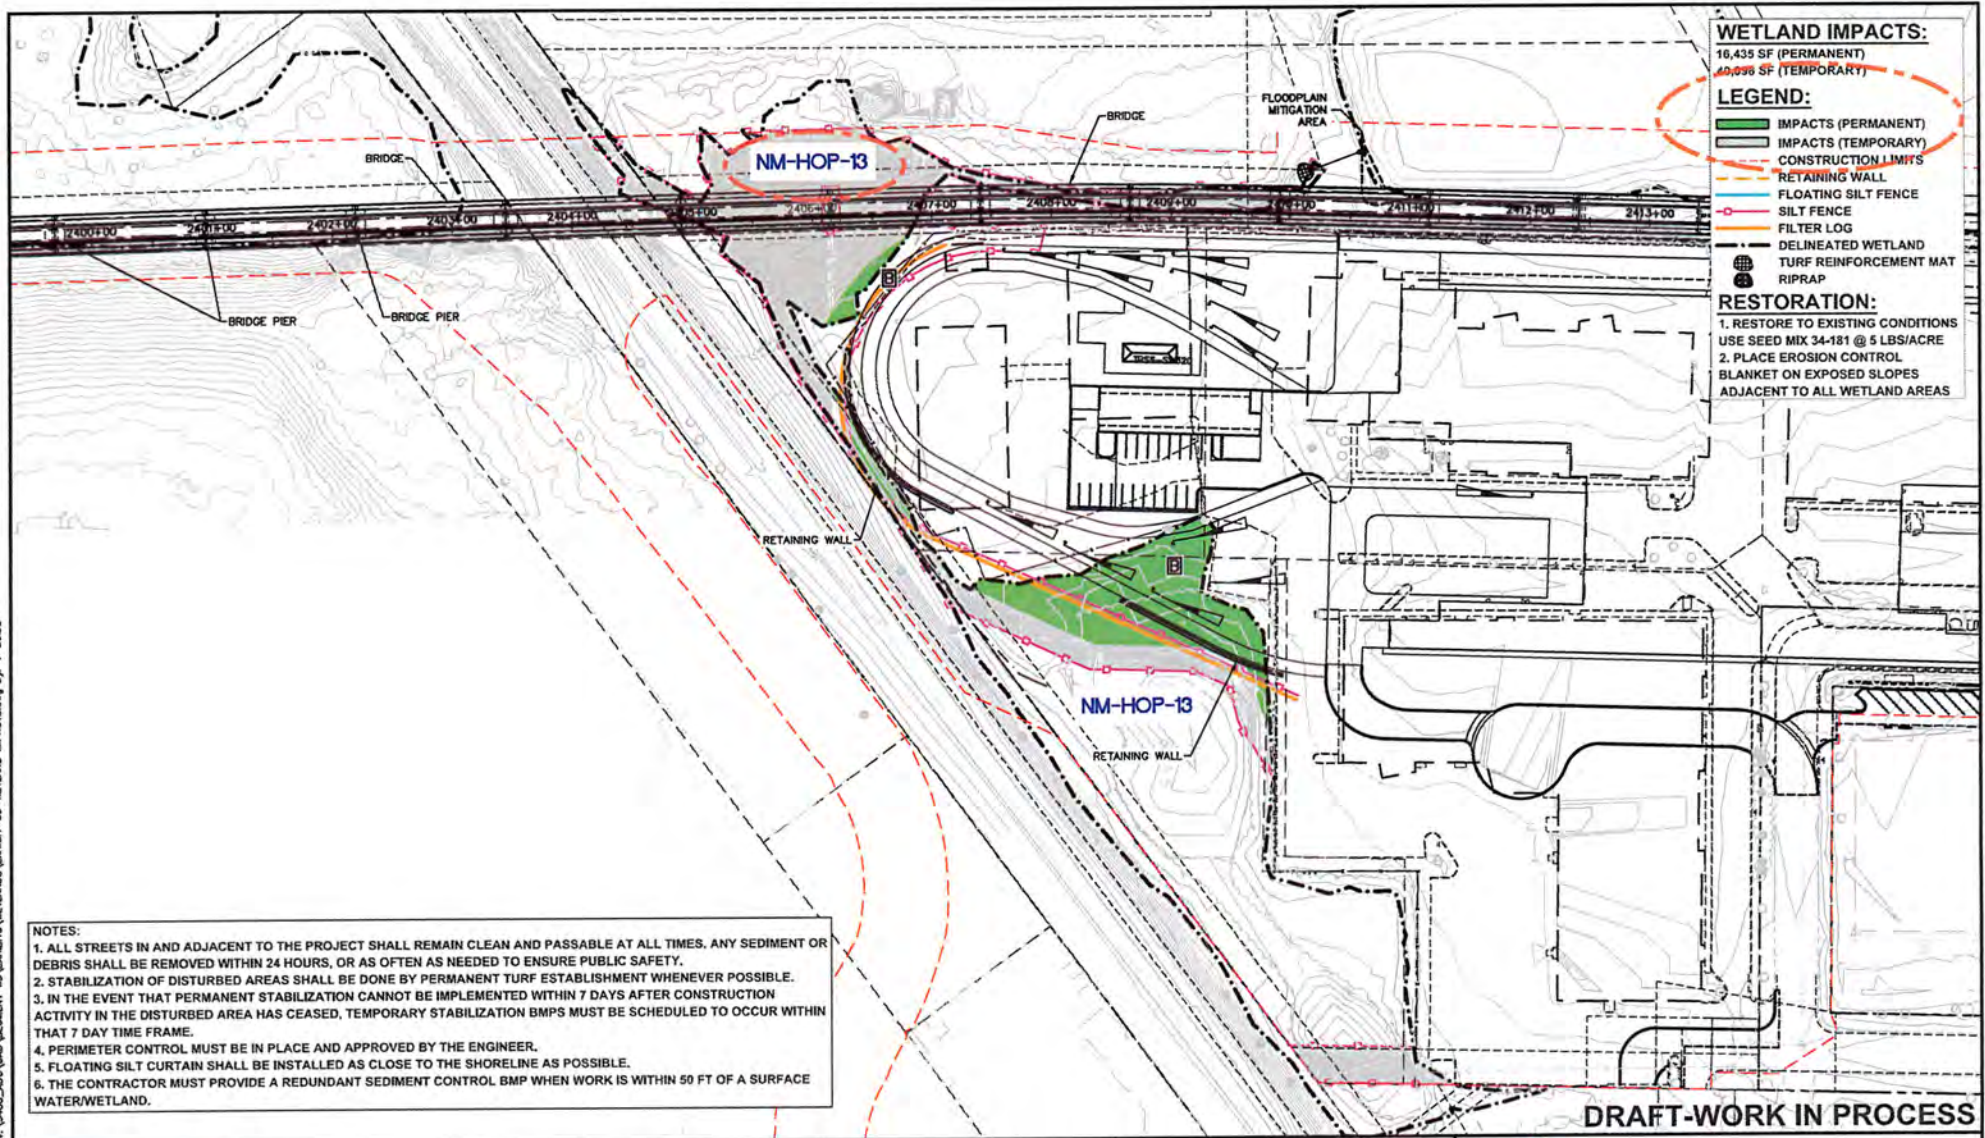 WETLAND IMPACTS:
16,435 SF (PERMANENT)
SF (TEMPORARY)
LEGEND:
IMPACTS (PERMANENT)
IMPACTS (TEMPORARY)
CONSTRUCTION LIMITS
RETAINING WALL
FLOATING SILT FENCE
SILT FENCE
FILTER LOG
DELINEATED WETLAND
TURF REINFORCEMENT MAT
RIPRAP
RESTORATION:
1. RESTORE TO EXISTING CONDITIONS
USE SEED MIX 34-181 @ 5 LBS/ACRE
2. PLACE EROSION CONTROL
BLANKET ON EXPOSED SLOPES
ADJACENT TO ALL WETLAND AREAS
FLOODPLAIN
MITIGATION
AREA
BRIDGE
BRIDGE
NM-HOP-13
2400+00
2401+00
2402+00
2403+00
2404+00
2405+00
2406+00
2407+00
2408+00
2409+00
2411+00
2412+00
2413+00
B
BRIDGE PIER
BRIDGE PIER
RETAINING WALL
B
NM-HOP-13
RETAINING WALL
NOTES:
1. ALL STREETS IN AND ADJACENT TO THE PROJECT SHALL REMAIN CLEAN AND PASSABLE AT ALL TIMES. ANY SEDIMENT OR
DEBRIS SHALL BE REMOVED WITHIN 24 HOURS, OR AS OFTEN AS NEEDED TO ENSURE PUBLIC SAFETY.
2. STABILIZATION OF DISTURBED AREAS SHALL BE DONE BY PERMANENT TURF ESTABLISHMENT WHENEVER POSSIBLE.
3. IN THE EVENT THAT PERMANENT STABILIZATION CANNOT BE IMPLEMENTED WITHIN 7 DAYS AFTER CONSTRUCTION
ACTIVITY IN THE DISTURBED AREA HAS CEASED, TEMPORARY STABILIZATION BMPS MUST BE SCHEDULED TO OCCUR WITHIN
THAT 7 DAY TIME FRAME.
4. PERIMETER CONTROL MUST BE IN PLACE AND APPROVED BY THE ENGINEER.
5. FLOATING SILT CURTAIN SHALL BE INSTALLED AS CLOSE TO THE SHORELINE AS POSSIBLE.
6. THE CONTRACTOR MUST PROVIDE A REDUNDANT SEDIMENT CONTROL BMP WHEN WORK IS WITHIN 50 FT OF A SURFACE
WATER/WETLAND.
DRAFT-WORK IN PROCESS